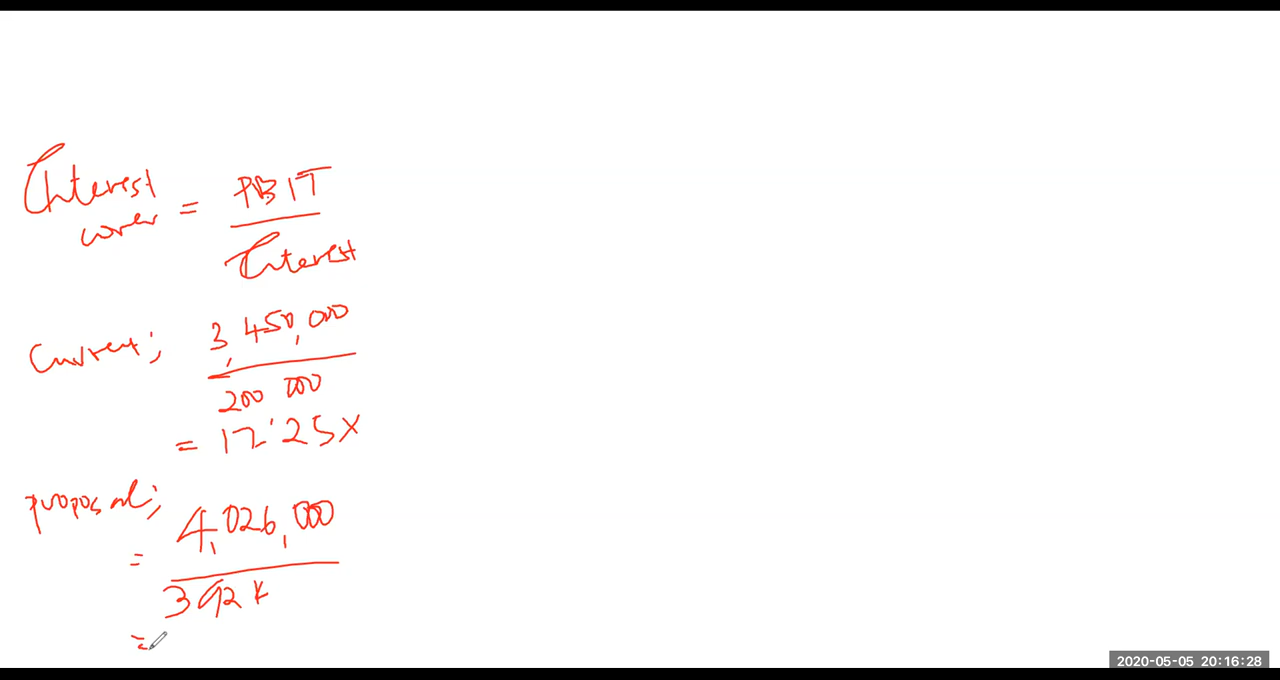 Interest
cover = PBIT
Interest
Current; 3,450,000
200 000
= 17.25x
proposal;
= 4,026,000
392k
=
2020-05-05 20:16:28